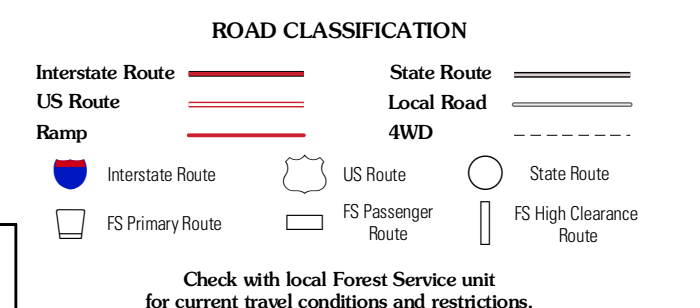 ROAD CLASSIFICATION
Interstate Route
State Route
US Route
Local Road
Ramp
4WD
Interstate Route
US Route
State Route
FS Primary Route
FS Passenger
Route
FS High Clearance
Route
Check with local Forest Service unit
for current travel conditions and restrictions.